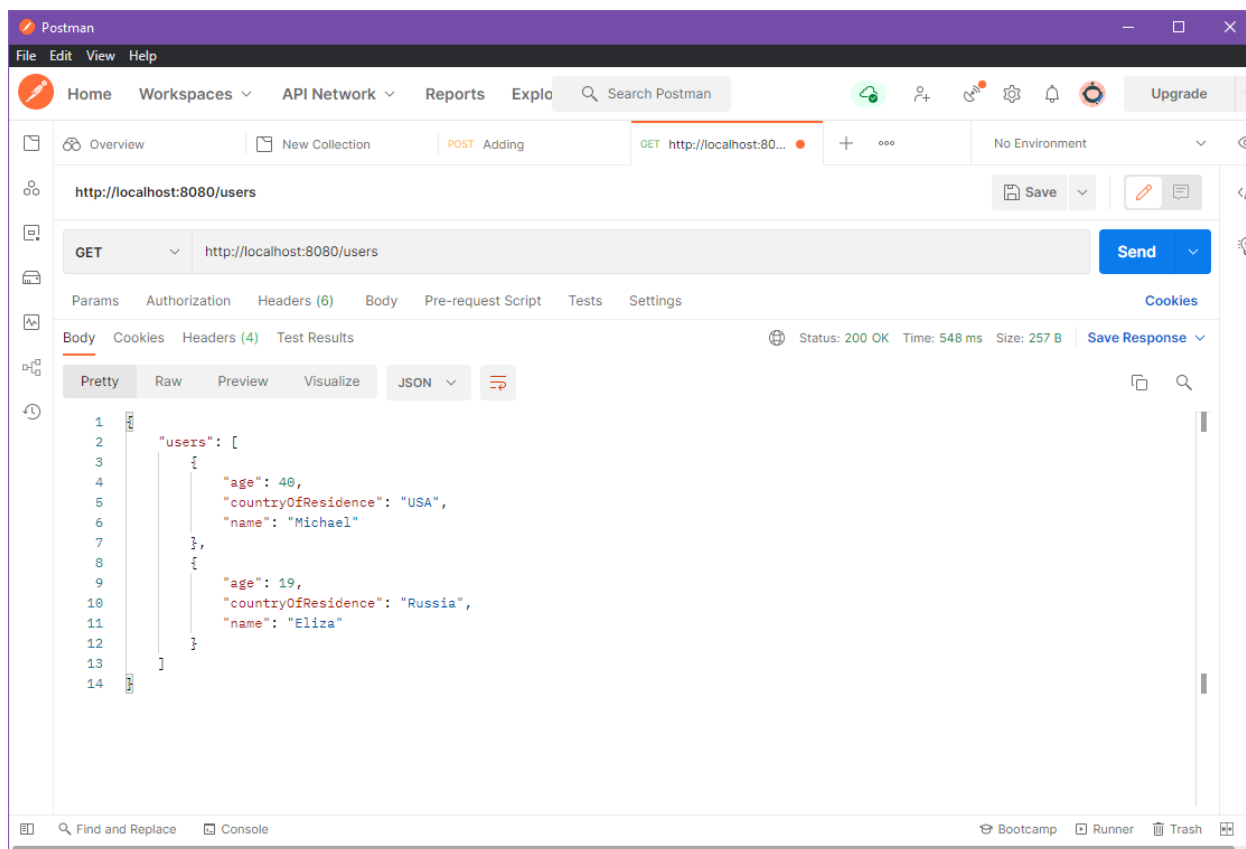 Postman
File Edit View Help
Home Workspaces API Network Reports Explo Search Postman Upgrade
Overview New Collection POST Adding GET http://localhost:80... No Environment
http://localhost:8080/users Save
GET http://localhost:8080/users Send
Params Authorization Headers (6) Body Pre-request Script Tests Settings Cookies
Body Cookies Headers (4) Test Results Status: 200 OK Time: 548 ms Size: 257 B Save Response
Pretty Raw Preview Visualize JSON
1 {
2 "users": [
3 {
4 "age": 40,
5 "countryOfResidence": "USA",
6 "name": "Michael"
7 },
8 {
9 "age": 19,
10 "countryOfResidence": "Russia",
11 "name": "Eliza"
12 }
13 ]
14 }
Find and Replace Console Bootcamp Runner Trash